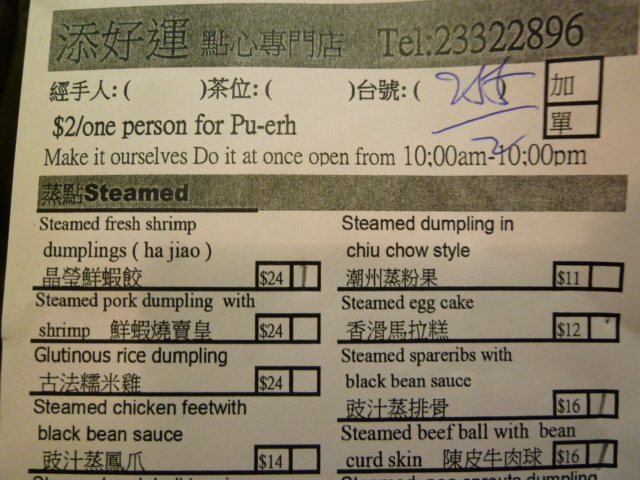 添好運 點心專門店 Tel:23322896
經手人:( )茶位:( )台號:( )
加單
$2/one person for Pu-erh
Make it ourselves Do it at once open from 10;00am-10;00pm
蒸點Steamed
Steamed fresh shrimp
dumplings ( ha jiao )
晶瑩鮮蝦餃 $24
Steamed pork dumpling with
shrimp 鮮蝦燒賣皇 $24
Glutinous rice dumpling
古法糯米雞 $24
Steamed chicken feetwith
black bean sauce
豉汁蒸鳳爪 $14
Steamed dumpling in
chiu chow style
潮州蒸粉果 $11
Steamed egg cake
香滑馬拉糕 $12
Steamed spareribs with
black bean sauce
豉汁蒸排骨 $16
Steamed beef ball with bean
curd skin 陳皮牛肉球 $16